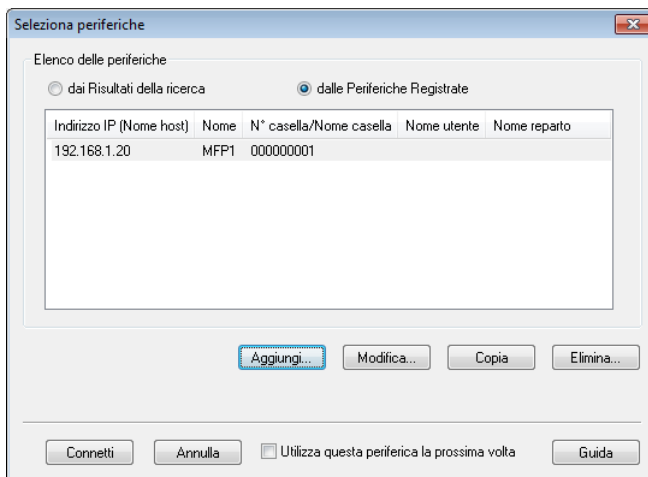 Seleziona periferiche
Elenco delle periferiche
dai Risultati della ricerca dalle Periferiche Registrate
Indirizzo IP (Nome host) Nome N° casella/Nome casella Nome utente Nome reparto
192.168.1.20 MFP1 000000001
Aggiungi... Modifica... Copia Elimina...
Connetti Annulla Utilizza questa periferica la prossima volta Guida